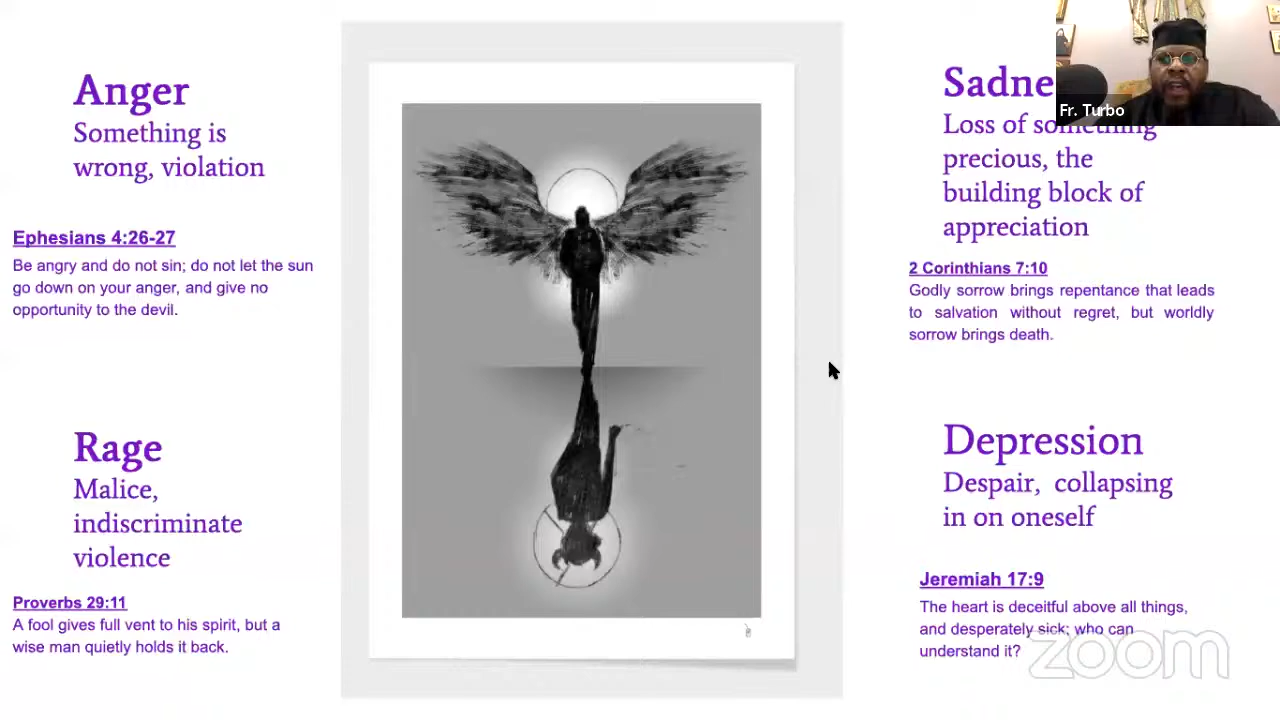 Anger
Something is
wrong, violation
Ephesians 4:26-27
Be angry and do not sin; do not let the sun
go down on your anger, and give no
opportunity to the devil.
Rage
Malice,
indiscriminate
violence
Proverbs 29:11
A fool gives full vent to his spirit, but a
wise man quietly holds it back.
Sadne
Loss of something
precious, the
building block of
appreciation
2 Corinthians 7:10
Godly sorrow brings repentance that leads
to salvation without regret, but worldly
sorrow brings death.
Depression
Despair, collapsing
in on oneself
Jeremiah 17:9
The heart is deceitful above all things,
and desperately sick; who can
understand it?
Fr. Turbo
zoom